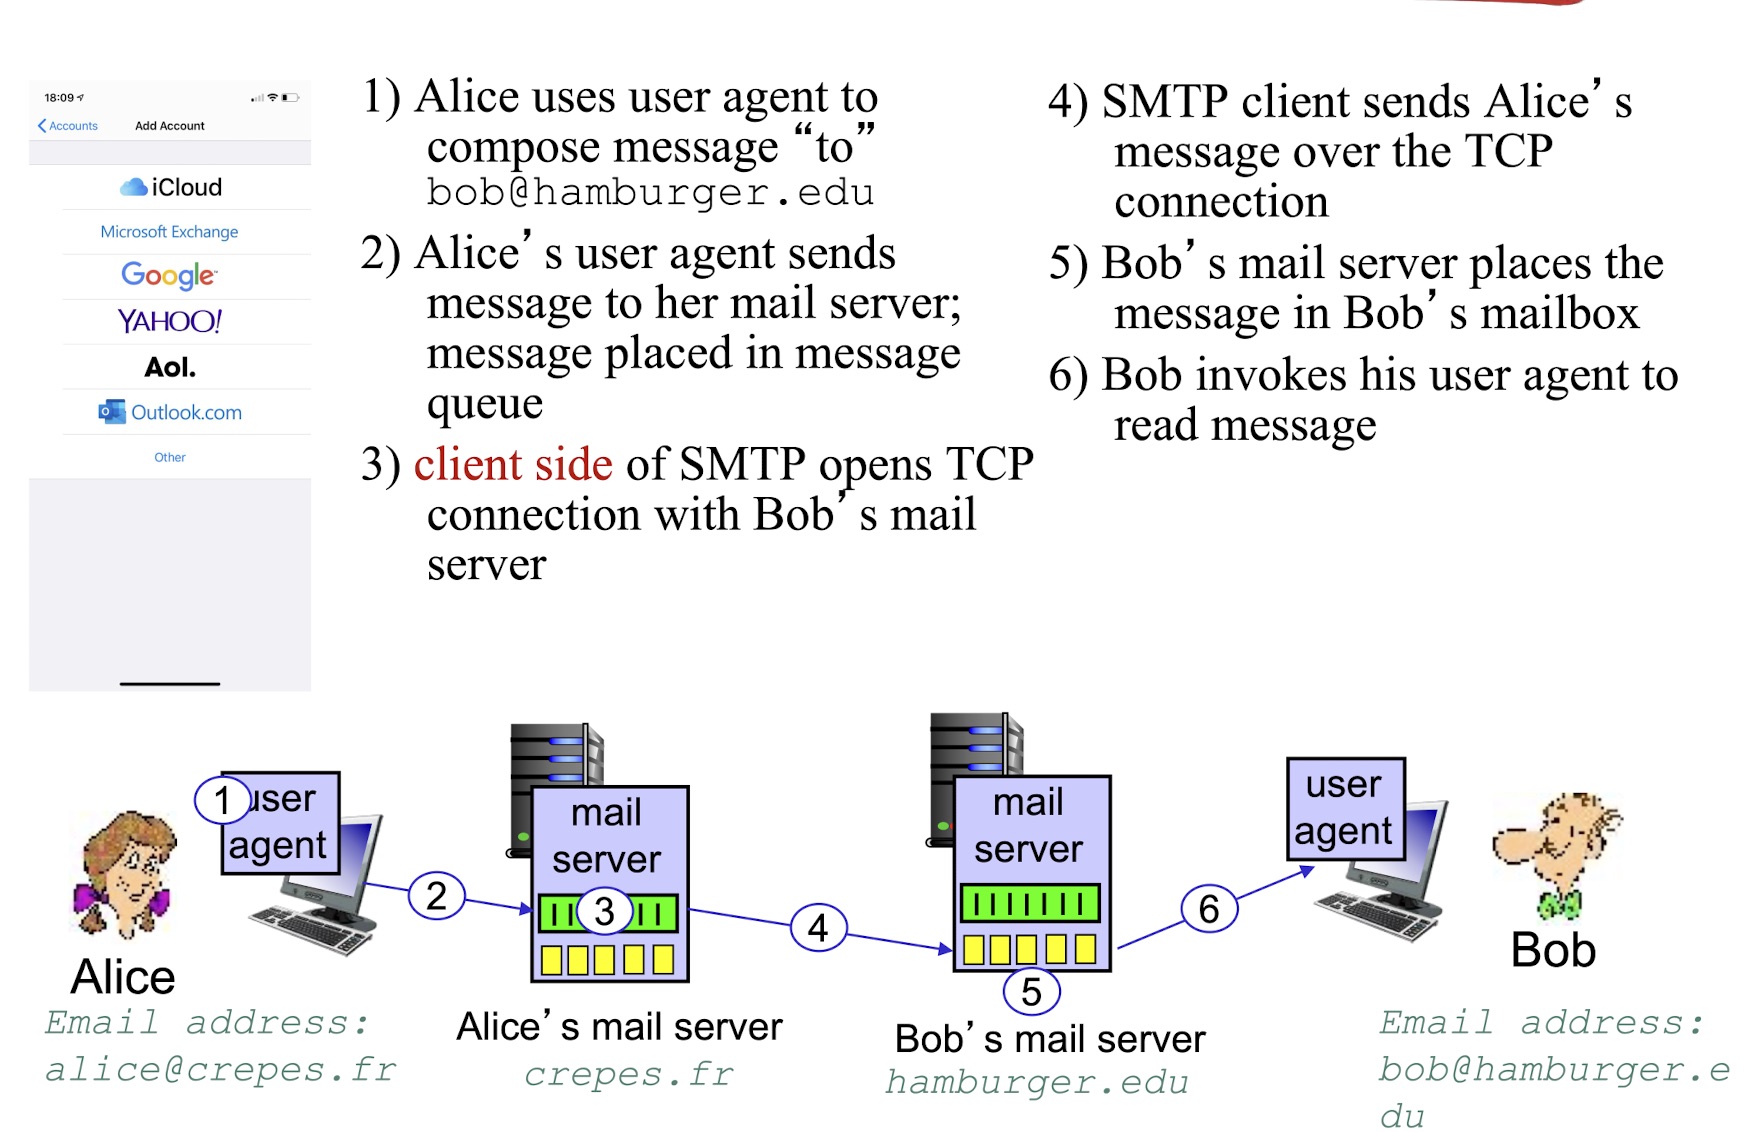 18:09
Accounts
Add Account
iCloud
Microsoft Exchange
Google
YAHOO!
Aol.
Outlook.com
Other
1) Alice uses user agent to
compose message “to”
bob@hamburger.edu
2) Alice’s user agent sends
message to her mail server;
message placed in message
queue
3) client side of SMTP opens TCP
connection with Bob’s mail
server
4) SMTP client sends Alice’s
message over the TCP
connection
5) Bob’s mail server places the
message in Bob’s mailbox
6) Bob invokes his user agent to
read message
1
user
agent
2
mail
server
3
4
mail
server
5
6
user
agent
Alice
Email address:
alice@crepes.fr
Alice’s mail server
crepes.fr
Bob’s mail server
hamburger.edu
Bob
Email address:
bob@hamburger.e
du